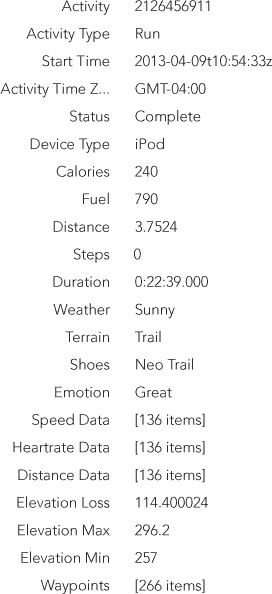 Activity 2126456911
Activity Type Run
Start Time 2013-04-09t10:54:33z
Activity Time Z... GMT-04:00
Status Complete
Device Type iPod
Calories 240
Fuel 790
Distance 3.7524
Steps 0
Duration 0:22:39.000
Weather Sunny
Terrain Trail
Shoes Neo Trail
Emotion Great
Speed Data [136 items]
Heartrate Data [136 items]
Distance Data [136 items]
Elevation Loss 114.400024
Elevation Max 296.2
Elevation Min 257
Waypoints [266 items]